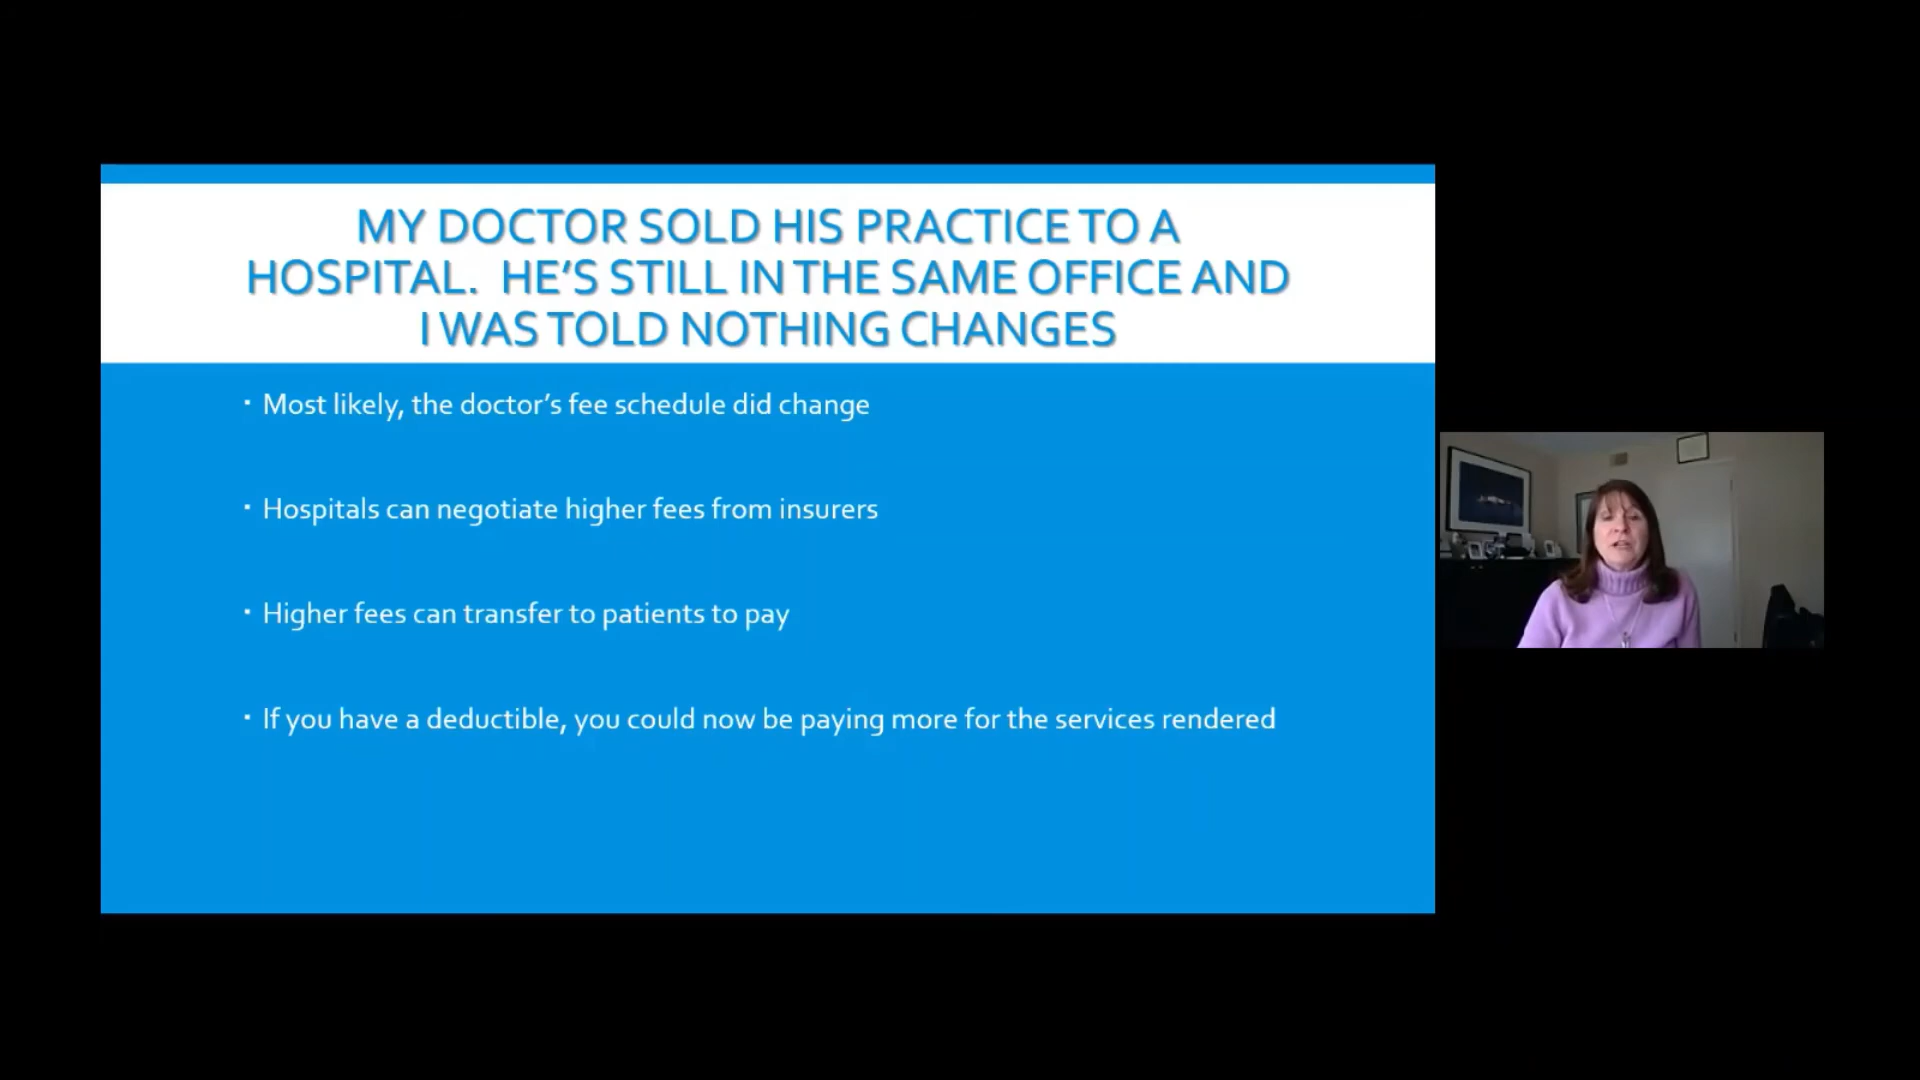 MY DOCTOR SOLD HIS PRACTICE TO A
HOSPITAL.  HE’S STILL IN THE SAME OFFICE AND
I WAS TOLD NOTHING CHANGES
▪ Most likely, the doctor’s fee schedule did change
▪ Hospitals can negotiate higher fees from insurers
▪ Higher fees can transfer to patients to pay
▪ If you have a deductible, you could now be paying more for the services rendered